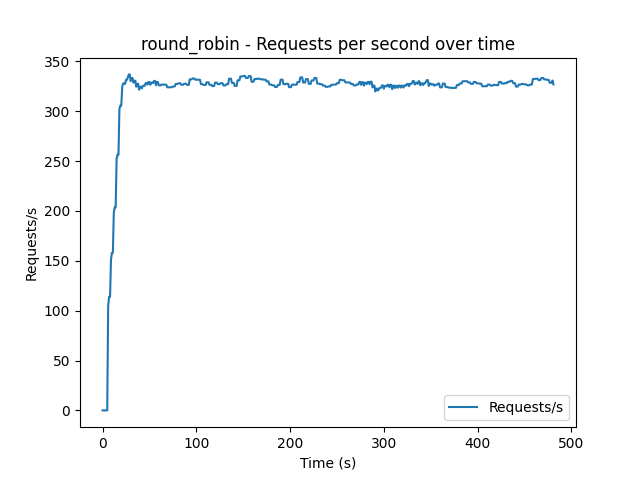 round_robin - Requests per second over time
350
300
250
200
150
100
50
0
Requests/s
Requests/s
0 100 200 300 400 500
Time (s)